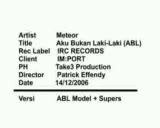 Artist Meteor
Title Aku Bukan Laki-Laki (ABL)
Rec Label IRC RECORDS
Client IM:PORT
PH Take3 Production
Director Patrick Effendy
Date 14/12/2006
Versi ABL Model + Supers